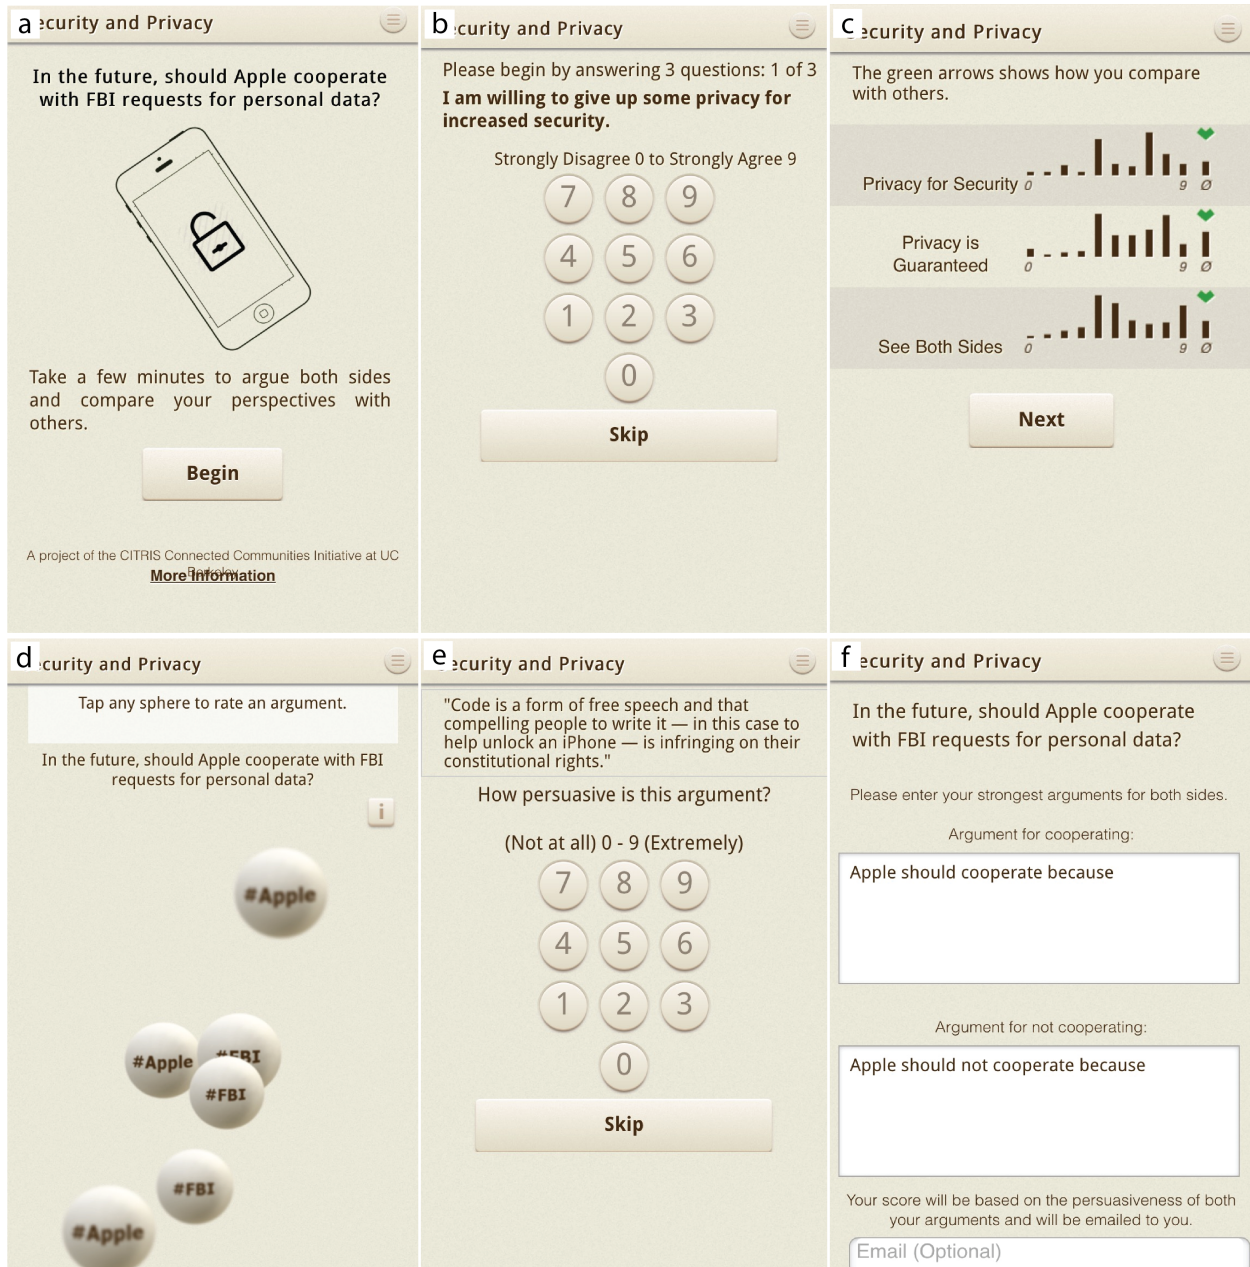 a
ecurity and Privacy
In the future, should Apple cooperate
with FBI requests for personal data?
Take a few minutes to argue both sides
and compare your perspectives with
others.
Begin
A project of the CITRIS Connected Communities Initiative at UC
Berkeley
More Information
b
ecurity and Privacy
Please begin by answering 3 questions: 1 of 3
I am willing to give up some privacy for
increased security.
Strongly Disagree 0 to Strongly Agree 9
7 8 9
4 5 6
1 2 3
0
Skip
c
ecurity and Privacy
The green arrows shows how you compare
with others.
Privacy for Security 0 9 Ø
Privacy is
Guaranteed
0 9 Ø
See Both Sides 0 9 Ø
Next
d
ecurity and Privacy
Tap any sphere to rate an argument.
In the future, should Apple cooperate with FBI
requests for personal data?
i
#Apple
#Apple
#FBI
#FBI
#FBI
#Apple
e
ecurity and Privacy
"Code is a form of free speech and that
compelling people to write it — in this case to
help unlock an iPhone — is infringing on their
constitutional rights."
How persuasive is this argument?
(Not at all) 0 - 9 (Extremely)
7 8 9
4 5 6
1 2 3
0
Skip
f
ecurity and Privacy
In the future, should Apple cooperate
with FBI requests for personal data?
Please enter your strongest arguments for both sides.
Argument for cooperating:
Apple should cooperate because
Argument for not cooperating:
Apple should not cooperate because
Your score will be based on the persuasiveness of both
your arguments and will be emailed to you.
Email (Optional)